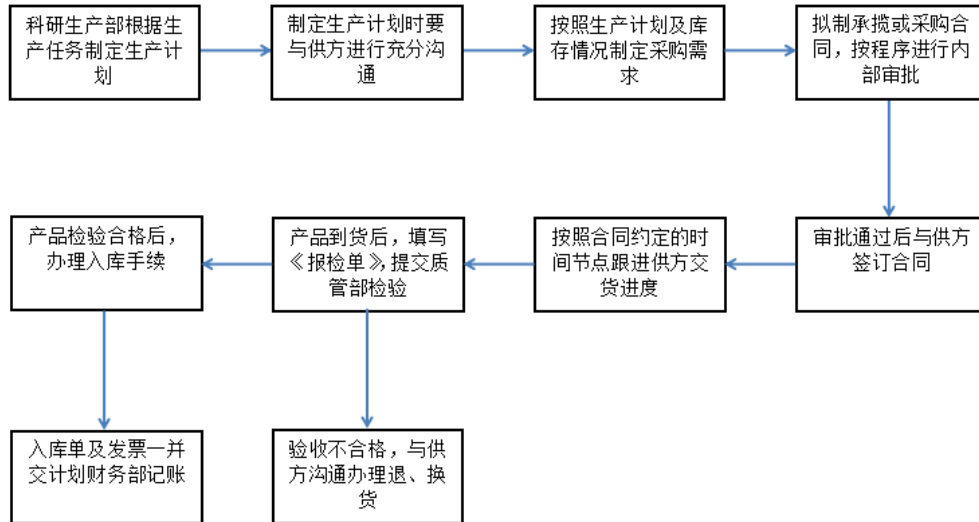 科研生产部根据生
产任务制定生产计
划
制定生产计划时要
与供方进行充分沟
通
按照生产计划及库
存情况制定采购需
求
拟制承揽或采购合
同，按程序进行内
部审批
审批通过后与供方
签订合同
按照合同约定的时
间节点跟进供方交
货进度
产品到货后，填写
《报检单》，提交质
管部检验
产品检验合格后，
办理入库手续
入库单及发票一并
交计划财务部记账
验收不合格，与供
方沟通办理退、换
货